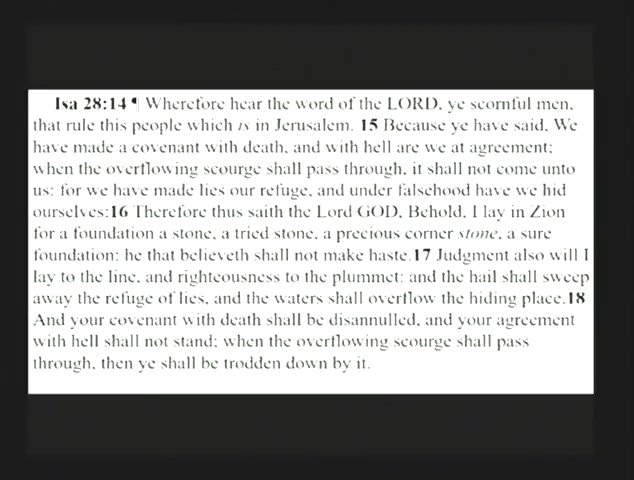 Isa 28:14 ¶ Wherefore hear the word of the LORD, ye scornful men,
that rule this people which is in Jerusalem. 15 Because ye have said, We
have made a covenant with death, and with hell are we at agreement;
when the overflowing scourge shall pass through, it shall not come unto
us: for we have made lies our refuge, and under falsehood have we hid
ourselves:16 Therefore thus saith the Lord GOD, Behold, I lay in Zion
for a foundation a stone, a tried stone, a precious corner stone, a sure
foundation: he that believeth shall not make haste.17 Judgment also will I
lay to the line, and righteousness to the plummet: and the hail shall sweep
away the refuge of lies, and the waters shall overflow the hiding place.18
And your covenant with death shall be disannulled, and your agreement
with hell shall not stand; when the overflowing scourge shall pass
through, then ye shall be trodden down by it.